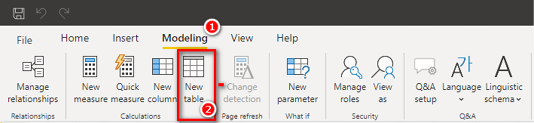 1
File Home Insert Modeling View Help
Manage relationships
New measure
Quick measure
New column
New table
Change detection
New parameter
Manage roles
View as
Q&A setup
Language
Linguistic schema
2
Relationships Calculations Page refresh What if Security Q&A